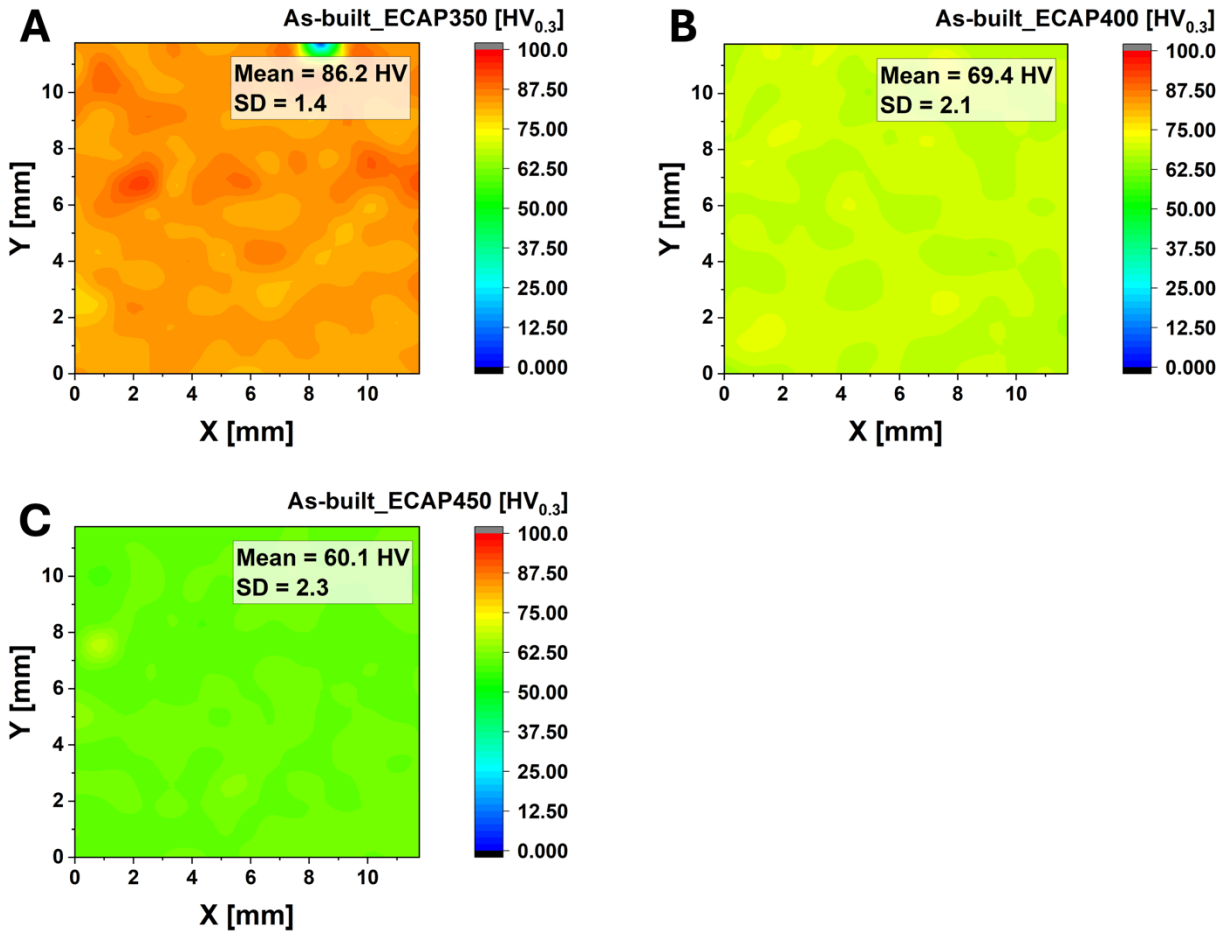 A
As-built_ECAP350 [HV0.3]
Mean = 86.2 HV
SD = 1.4
100.0
87.50
75.00
62.50
50.00
37.50
25.00
12.50
0.000
10
8
6
4
2
0
Y [mm]
0 2 4 6 8 10
X [mm]
B
As-built_ECAP400 [HV0.3]
Mean = 69.4 HV
SD = 2.1
100.0
87.50
75.00
62.50
50.00
37.50
25.00
12.50
0.000
10
8
6
4
2
0
Y [mm]
0 2 4 6 8 10
X [mm]
C
As-built_ECAP450 [HV0.3]
Mean = 60.1 HV
SD = 2.3
100.0
87.50
75.00
62.50
50.00
37.50
25.00
12.50
0.000
10
8
6
4
2
0
Y [mm]
0 2 4 6 8 10
X [mm]